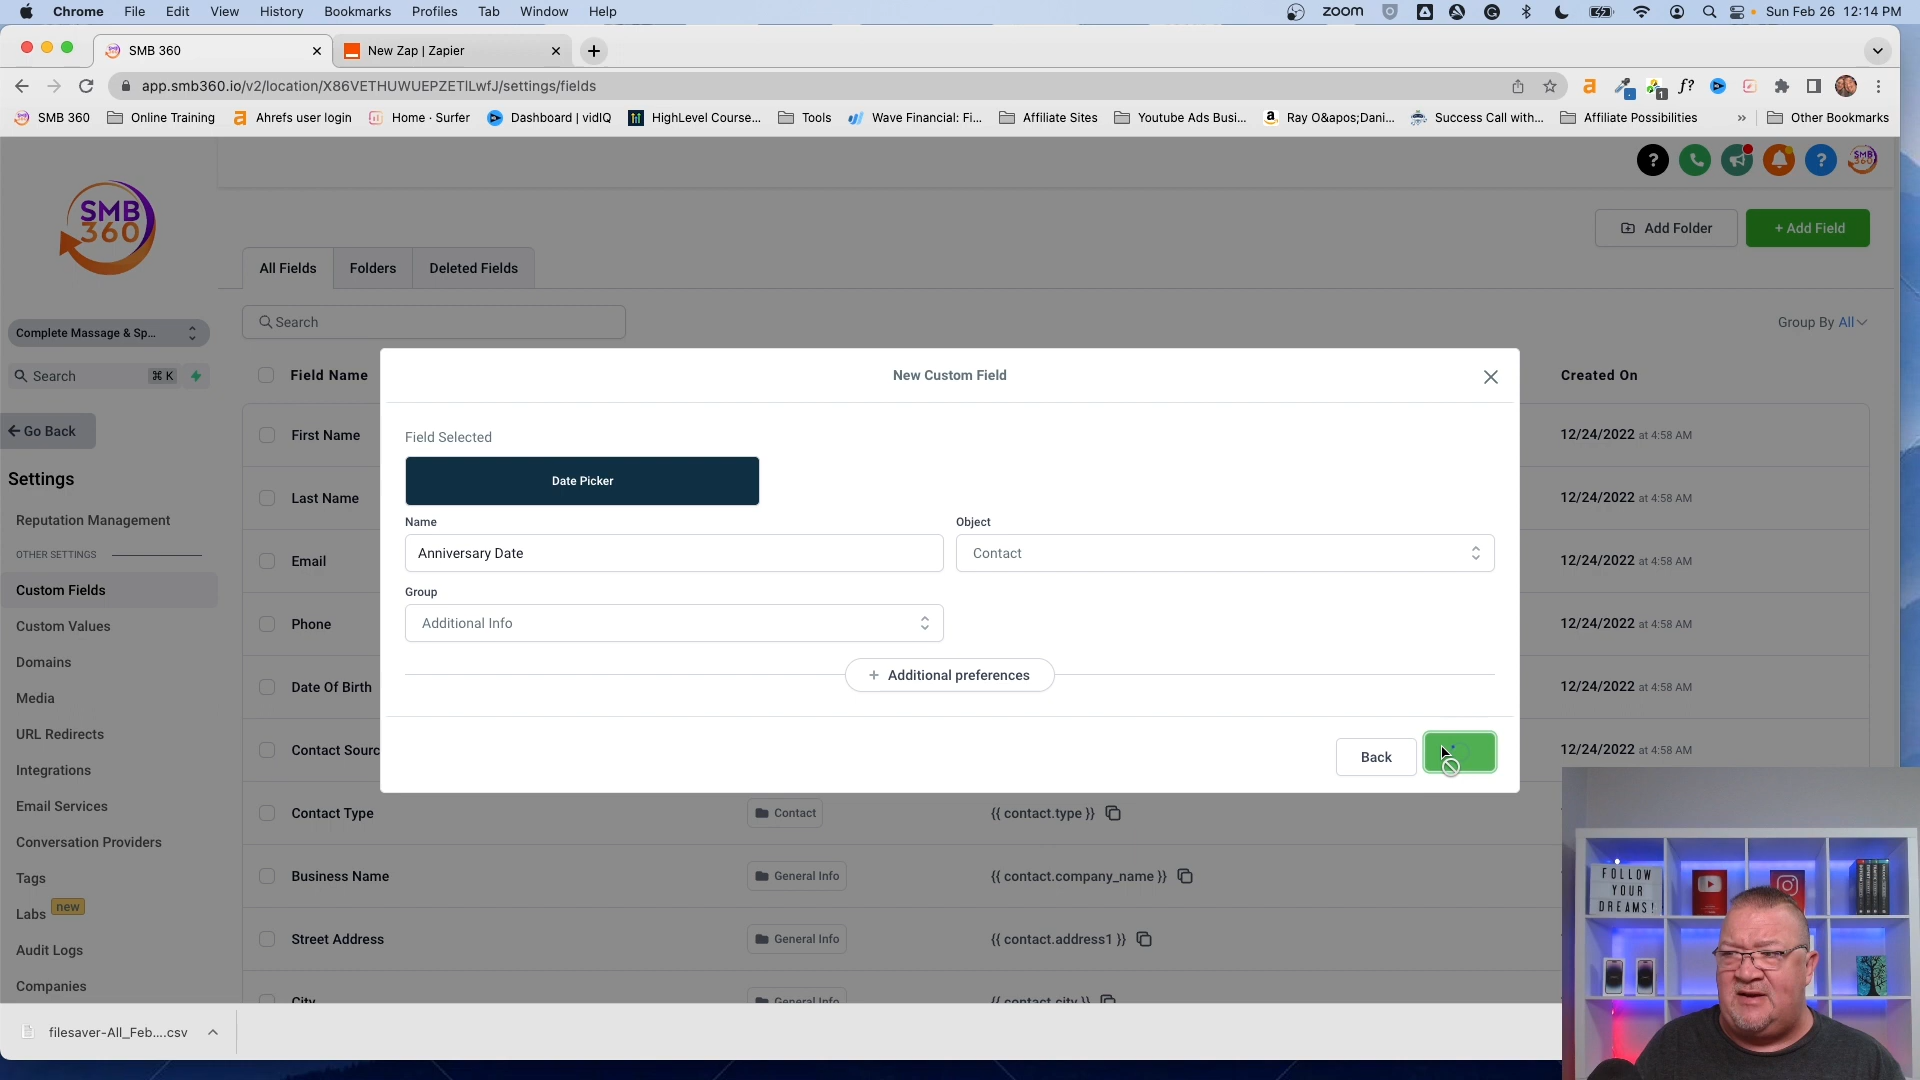 Chrome File Edit View History Bookmarks Profiles Tab Window Help zoom Sun Feb 26 12:14 PM
SMB 360 New Zap | Zapier
app.smb360.io/v2/location/X86VETHUWUEPZETlLwfJ/settings/fields
SMB 360 Online Training Ahrefs user login Home · Surfer Dashboard | vidIQ HighLevel Course... Tools Wave Financial: Fi... Affiliate Sites Youtube Ads Busi... Ray O&apos;Dani... Success Call with... Affiliate Possibilities » Other Bookmarks
SMB
360
Add Folder + Add Field
All Fields Folders Deleted Fields
Complete Massage & Sp...
Search
Group By All
Search ⌘ K
Field Name
Created On
New Custom Field
Go Back
First Name
12/24/2022 at 4:58 AM
Field Selected
Date Picker
Settings
Last Name
12/24/2022 at 4:58 AM
Reputation Management
OTHER SETTINGS
Name
Object
Anniversary Date
Contact
Email
12/24/2022 at 4:58 AM
Custom Fields
Group
Additional Info
Custom Values
Phone
12/24/2022 at 4:58 AM
Domains
+ Additional preferences
Date Of Birth
12/24/2022 at 4:58 AM
Media
URL Redirects
Contact Sourc
12/24/2022 at 4:58 AM
Back
Integrations
Email Services
Contact Type
Contact
{{ contact.type }}
Conversation Providers
Tags
Business Name
General Info
{{ contact.company_name }}
Labs new
Street Address
General Info
{{ contact.address1 }}
Audit Logs
Companies
City
General Info
{{ contact.city }}
filesaver-All_Feb....csv
FOLLOW
YOUR
DREAMS!